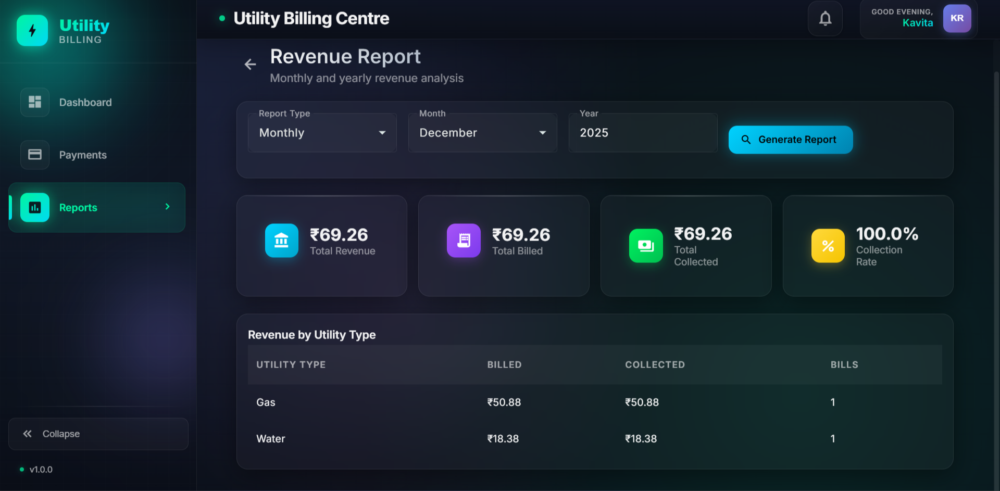 Utility
BILLING
Utility Billing Centre
GOOD EVENING,
Kavita
KR
Dashboard
Payments
Reports
Collapse
v1.0.0
Revenue Report
Monthly and yearly revenue analysis
Report Type
Monthly
Month
December
Year
2025
Generate Report
₹69.26
Total Revenue
₹69.26
Total Billed
₹69.26
Total
Collected
100.0%
Collection
Rate
Revenue by Utility Type
UTILITY TYPE BILLED COLLECTED BILLS
Gas ₹50.88 ₹50.88 1
Water ₹18.38 ₹18.38 1